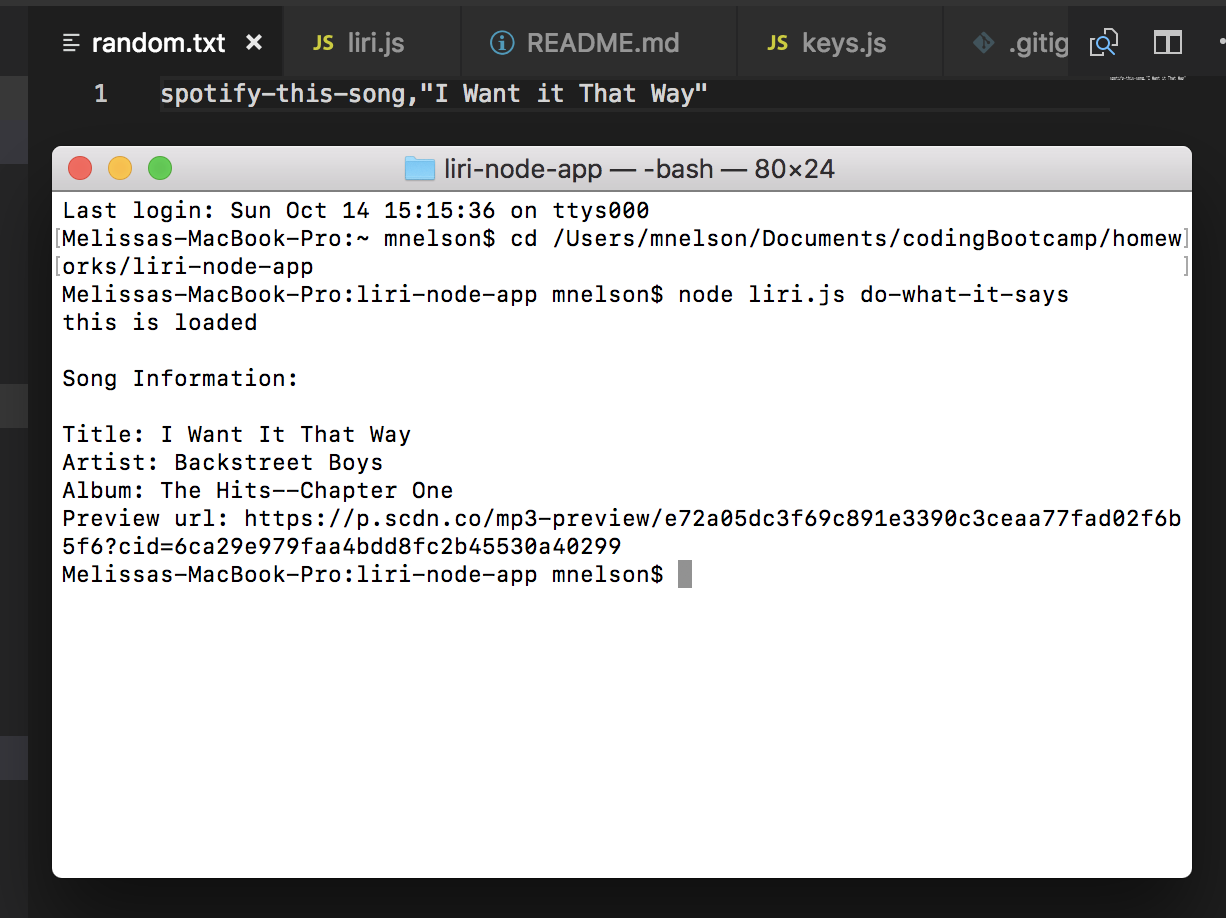 random.txt × JS liri.js README.md JS keys.js .gitig
1 spotify-this-song,"I Want it That Way"
liri-node-app — -bash — 80×24
Last login: Sun Oct 14 15:15:36 on ttys000
[Melissas-MacBook-Pro:~ mnelson$ cd /Users/mnelson/Documents/codingBootcamp/homew]
[orks/liri-node-app ]
Melissas-MacBook-Pro:liri-node-app mnelson$ node liri.js do-what-it-says
this is loaded
Song Information:
Title: I Want It That Way
Artist: Backstreet Boys
Album: The Hits--Chapter One
Preview url: https://p.scdn.co/mp3-preview/e72a05dc3f69c891e3390c3ceaa77fad02f6b
5f6?cid=6ca29e979faa4bdd8fc2b45530a40299
Melissas-MacBook-Pro:liri-node-app mnelson$